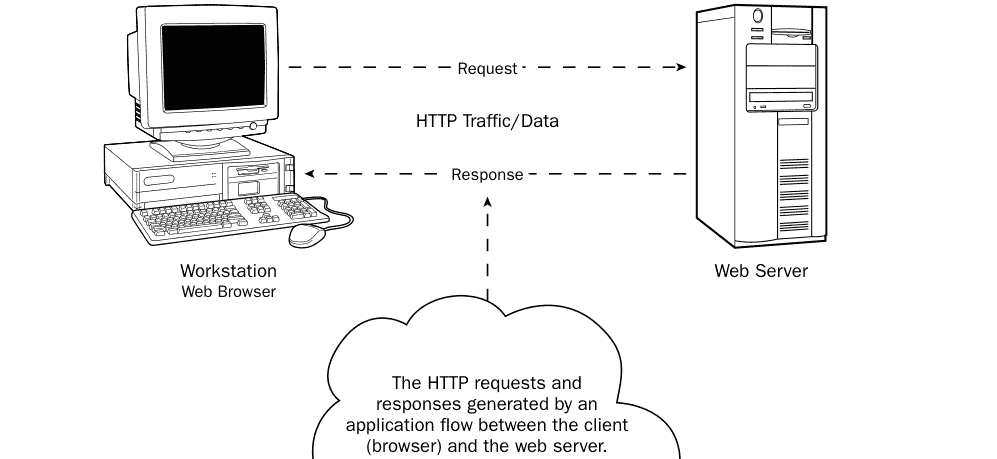 Request
HTTP Traffic/Data
Response
Workstation
Web Browser
Web Server
The HTTP requests and
responses generated by an
application flow between the client
(browser) and the web server.